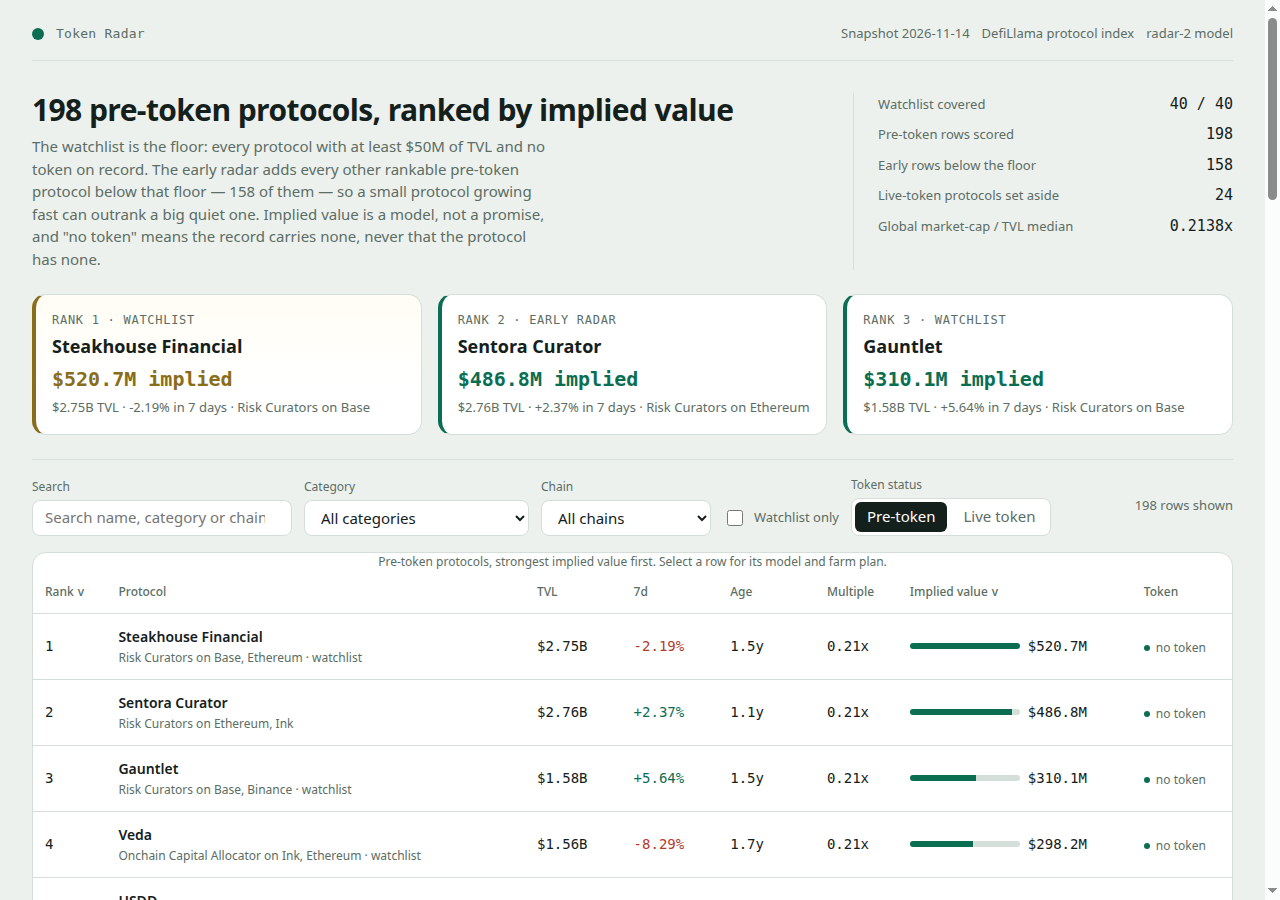 Token Radar
Snapshot 2026-11-14 DefiLlama protocol index radar-2 model
198 pre-token protocols, ranked by implied value
The watchlist is the floor: every protocol with at least $50M of TVL and no
token on record. The early radar adds every other rankable pre-token
protocol below that floor — 158 of them — so a small protocol growing
fast can outrank a big quiet one. Implied value is a model, not a promise,
and "no token" means the record carries none, never that the protocol
has none.
Watchlist covered 40 / 40
Pre-token rows scored 198
Early rows below the floor 158
Live-token protocols set aside 24
Global market-cap / TVL median 0.2138x
RANK 1 · WATCHLIST
Steakhouse Financial
$520.7M implied
$2.75B TVL · -2.19% in 7 days · Risk Curators on Base
RANK 2 · EARLY RADAR
Sentora Curator
$486.8M implied
$2.76B TVL · +2.37% in 7 days · Risk Curators on Ethereum
RANK 3 · WATCHLIST
Gauntlet
$310.1M implied
$1.58B TVL · +5.64% in 7 days · Risk Curators on Base
Search
Search name, category or chain
Category
All categories
Chain
All chains
Watchlist only
Token status
Pre-token Live token
198 rows shown
Pre-token protocols, strongest implied value first. Select a row for its model and farm plan.
Rank v Protocol TVL 7d Age Multiple Implied value v Token
1 Steakhouse Financial $2.75B -2.19% 1.5y 0.21x $520.7M no token
Risk Curators on Base, Ethereum · watchlist
2 Sentora Curator $2.76B +2.37% 1.1y 0.21x $486.8M no token
Risk Curators on Ethereum, Ink
3 Gauntlet $1.58B +5.64% 1.5y 0.21x $310.1M no token
Risk Curators on Base, Binance · watchlist
4 Veda $1.56B -8.29% 1.7y 0.21x $298.2M no token
Onchain Capital Allocator on Ink, Ethereum · watchlist
USDD